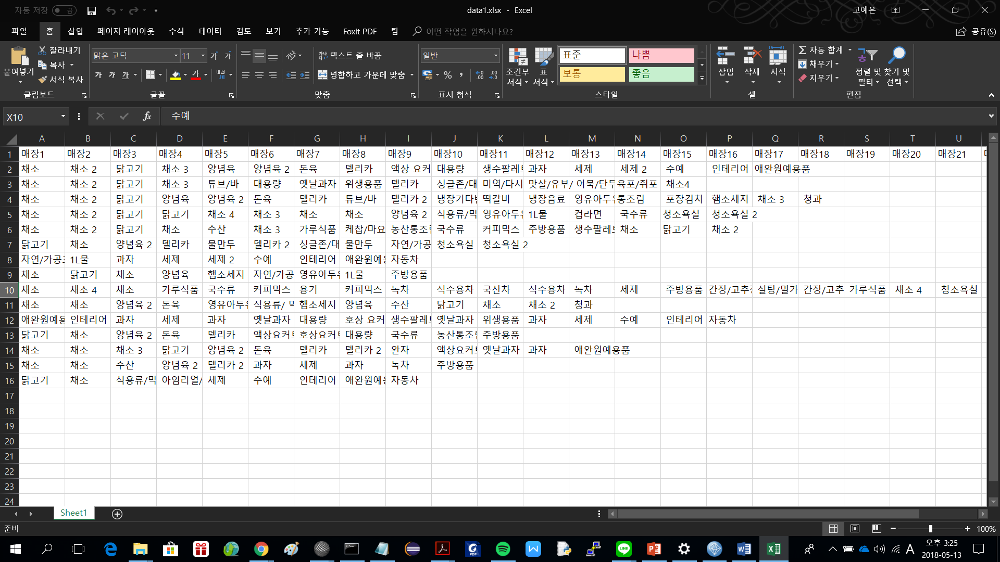 자동 저장 끔 data1.xlsx - Excel 고예은
파일 홈 삽입 페이지 레이아웃 수식 데이터 검토 보기 추가 기능 Foxit PDF 팀 어떤 작업을 원하시나요? 공유(S)
붙여넣기 잘라내기 복사 서식 복사 클립보드
맑은 고딕 11 가 가 가 가 가 가 내천 글꼴
텍스트 줄 바꿈 병합하고 가운데 맞춤 맞춤
일반 % , .00 표시 형식
조건부 서식 표 서식 표준 나쁨 보통 좋음 스타일
삽입 삭제 서식 셀
자동 합계 채우기 지우기 정렬 및 필터 찾기 및 선택 편집
X10 fx 수예
A B C D E F G H I J K L M N O P Q R S T U
1 매장1 매장2 매장3 매장4 매장5 매장6 매장7 매장8 매장9 매장10 매장11 매장12 매장13 매장14 매장15 매장16 매장17 매장18 매장19 매장20 매장21
2 채소 채소 2 닭고기 채소 3 양념육 양념육 2 돈육 델리카 액상 요커 대용량 생수팔레트 과자 세제 세제 2 수예 인테리어 애완원예용품
3 채소 채소 2 닭고기 채소 3 튜브/바 대용량 옛날과자 위생용품 델리카 싱글존/대 미역/다시 맛살/유부/ 어묵/단무 육포/쥐포 채소4
4 채소 채소 2 닭고기 양념육 양념육 2 돈육 델리카 튜브/바 델리카 2 냉장기타반 떡갈비 냉장음료 영유아두유 통조림 포장김치 햄소세지 채소 3 청과
5 채소 채소 2 닭고기 닭고기 채소 4 채소 3 채소 채소 양념육 2 식용류/믹 영유아두유 1L물 컵라면 국수류 청소욕실 청소욕실 2
6 채소 채소 2 닭고기 채소 수산 채소 3 가루식품 케찹/마요 농산통조림 국수류 커피믹스 주방용품 생수팔레트 채소 닭고기 채소 2
7 닭고기 채소 양념육 2 델리카 물만두 델리카 2 싱글존/대 물만두 자연/가공 청소욕실 청소욕실 2
8 자연/가공조 1L물 과자 세제 세제 2 수예 인테리어 애완원예용 자동차
9 채소 닭고기 채소 양념육 햄소세지 자연/가공 영유아두유 1L물 주방용품
10 채소 채소 4 채소 가루식품 국수류 커피믹스 용기 커피믹스 녹차 식수용차 국산차 식수용차 녹차 세제 주방용품 간장/고추장 설탕/밀가 간장/고추 가루식품 채소 4 청소욕실
11 채소 채소 양념육 2 돈육 영유아두유 식용류/ 믹 햄소세지 양념육 수산 닭고기 채소 채소 2 청과
12 애완원예용 인테리어 과자 세제 과자 옛날과자 대용량 호상 요커 생수팔레트 옛날과자 위생용품 과자 세제 수예 인테리어 자동차
13 닭고기 채소 양념육 2 돈육 델리카 액상요커트 호상요커트 대용량 국수류 농산통조림 주방용품
14 채소 채소 채소 3 닭고기 양념육 2 돈육 델리카 델리카 2 완자 액상요커트 옛날과자 과자 애완원예용품
15 채소 채소 수산 양념육 2 델리카 2 과자 세제 과자 녹차 주방용품
16 닭고기 채소 식용류/믹 아임리얼/ 세제 수예 인테리어 애완원예용 자동차
17
18
19
20
21
22
23
24
Sheet1
준비 100%
A 오후 3:25
2018-05-13